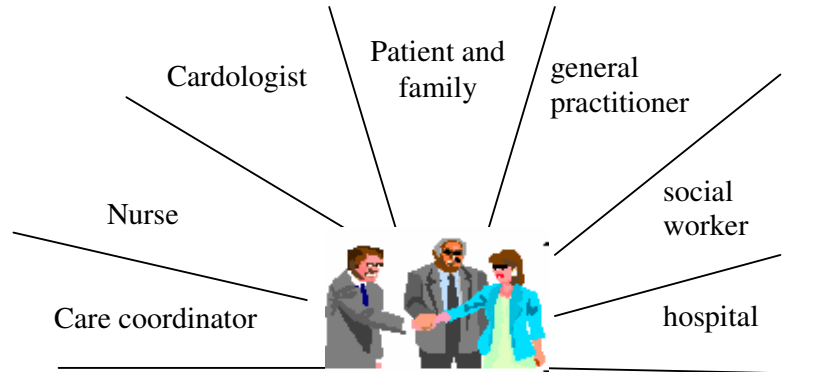 Cardologist
Patient and
family
general
practitioner
Nurse
social
worker
Care coordinator
hospital